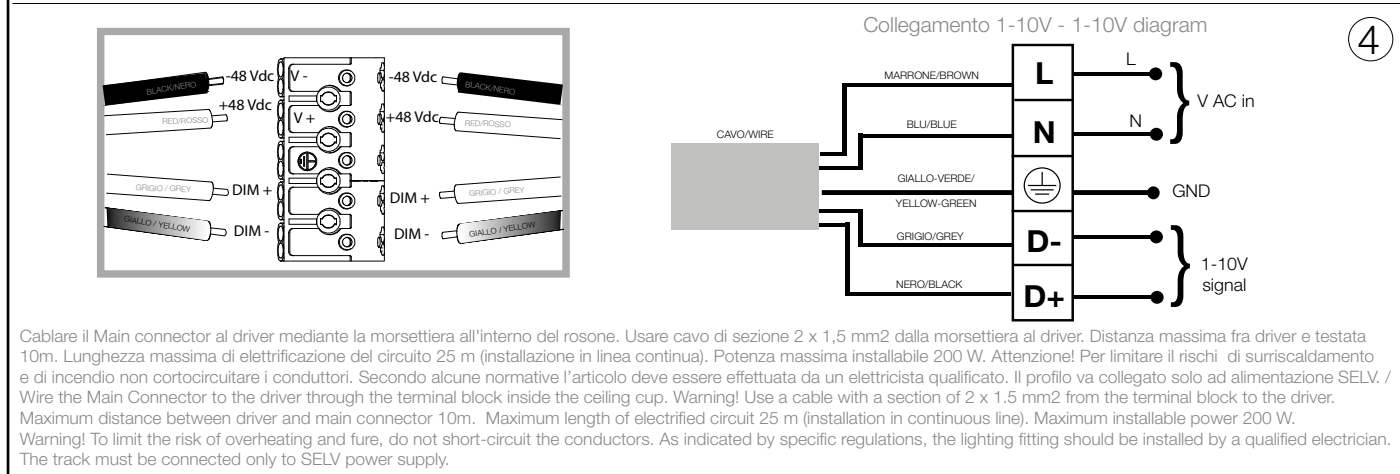 Collegamento 1-10V - 1-10V diagram
4
-48 Vdc
V -
-48 Vdc
BLACK/NERO
BLACK/NERO
+48 Vdc
V +
+48 Vdc
RED/ROSSO
RED/ROSSO
GRIGIO / GREY
DIM +
DIM +
GRIGIO / GREY
GIALLO / YELLOW
DIM -
DIM -
GIALLO / YELLOW
CAVO/WIRE
MARRONE/BROWN
L
L
V AC in
BLU/BLUE
N
N
GIALLO-VERDE/
YELLOW-GREEN
GND
GRIGIO/GREY
D-
1-10V
signal
NERO/BLACK
D+
Cablare il Main connector al driver mediante la morsettiera all'interno del rosone. Usare cavo di sezione 2 x 1,5 mm2 dalla morsettiera al driver. Distanza massima fra driver e testata
10m. Lunghezza massima di elettrificazione del circuito 25 m (installazione in linea continua). Potenza massima installabile 200 W. Attenzione! Per limitare il rischi di surriscaldamento
e di incendio non cortocircuitare i conduttori. Secondo alcune normative l'articolo deve essere effettuata da un elettricista qualificato. Il profilo va collegato solo ad alimentazione SELV. /
Wire the Main Connector to the driver through the terminal block inside the ceiling cup. Warning! Use a cable with a section of 2 x 1.5 mm2 from the terminal block to the driver.
Maximum distance between driver and main connector 10m. Maximum length of electrified circuit 25 m (installation in continuous line). Maximum installable power 200 W.
Warning! To limit the risk of overheating and fure, do not short-circuit the conductors. As indicated by specific regulations, the lighting fitting should be installed by a qualified electrician.
The track must be connected only to SELV power supply.